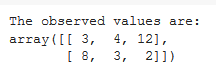 The observed values are:
array([[ 3,  4, 12],
       [ 8,  3,  2]])